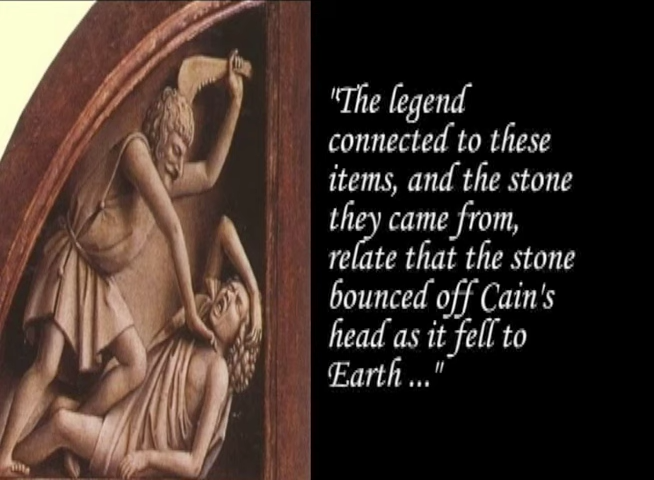 "The legend
connected to these
items, and the stone
they came from,
relate that the stone
bounced off Cain's
head as it fell to
Earth ..."